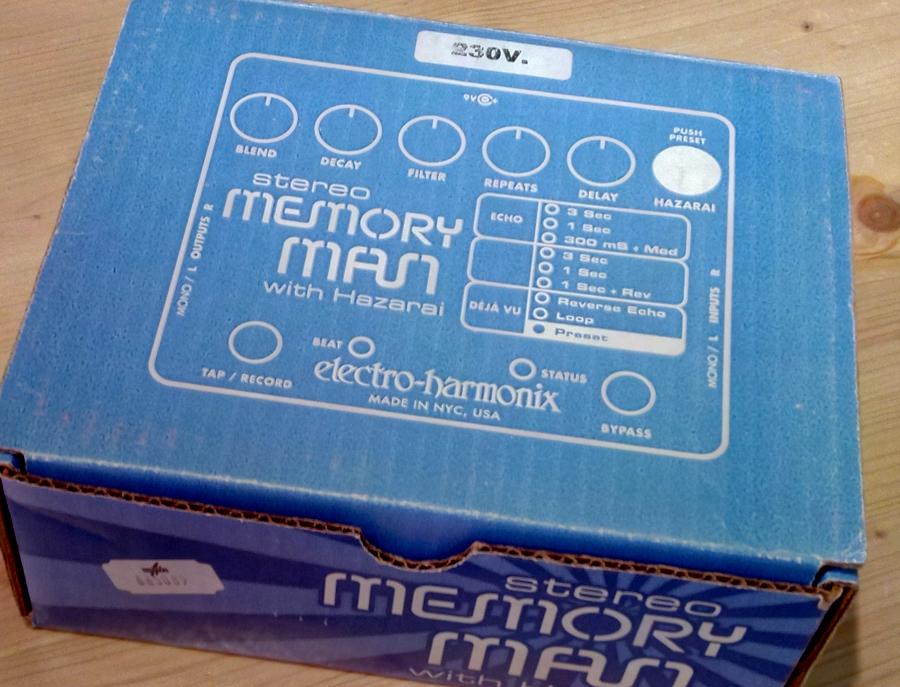 230V.
9V
PUSH
PRESET
BLEND
DECAY
FILTER
REPEATS
DELAY
HAZARAI
stereo
MEMORY
MAN
with Hazarai
ECHO
3 Sec
1 Sec
300 mS + Mod
3 Sec
1 Sec
1 Sec + Rev
DÉJÀ VU
Reverse Echo
Loop
Preset
MONO / L OUTPUTS R
MONO / L INPUTS R
TAP / RECORD
BEAT
STATUS
BYPASS
electro-harmonix
MADE IN NYC, USA
stereo
MEMORY
MAN
with